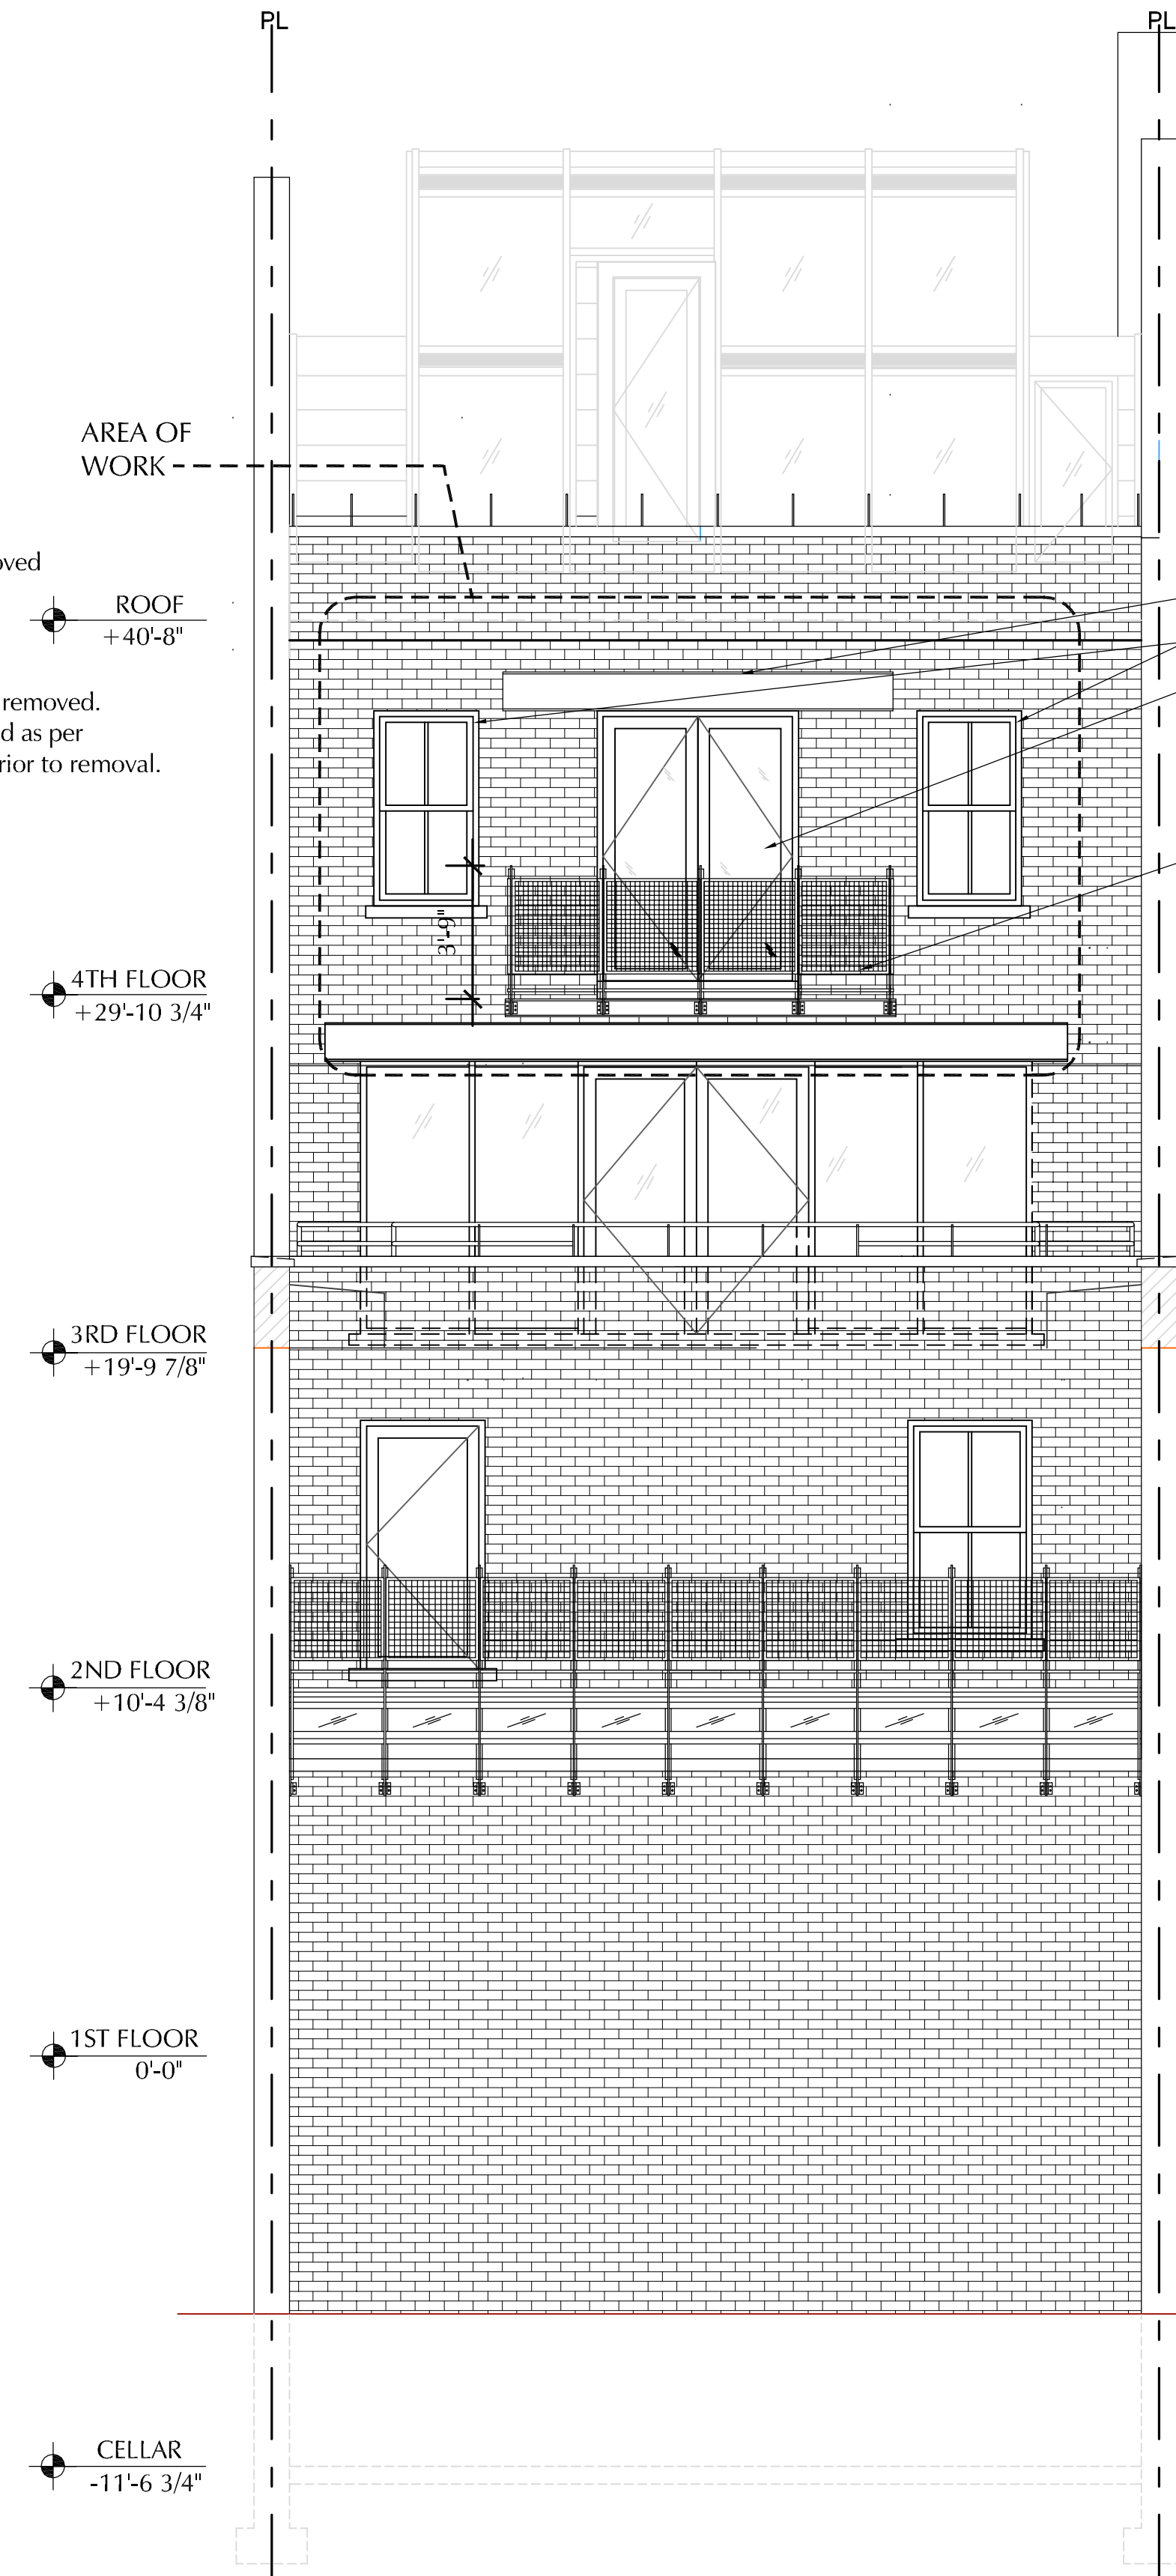 PL
PL
AREA OF
WORK
ROOF
+40'-8"
removed.
d as per
rior to removal.
3'-9"
4TH FLOOR
+29'-10 3/4"
3RD FLOOR
+19'-9 7/8"
2ND FLOOR
+10'-4 3/8"
1ST FLOOR
0'-0"
CELLAR
-11'-6 3/4"